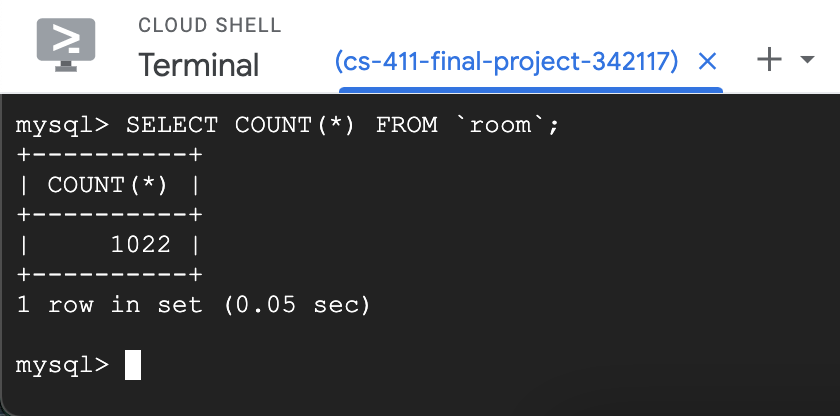 CLOUD SHELL
Terminal
(cs-411-final-project-342117)
mysql> SELECT COUNT(*) FROM `room`;
+----------+
| COUNT(*) |
+----------+
|     1022 |
+----------+
1 row in set (0.05 sec)
mysql>